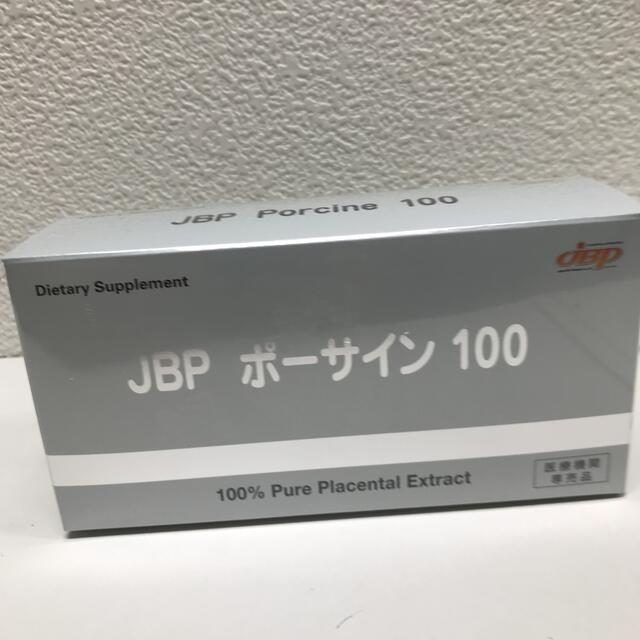 JBP Porcine 100
JBP
Dietary Supplement
JBP ポーサイン 100
100% Pure Placental Extract
医療機関
専売品